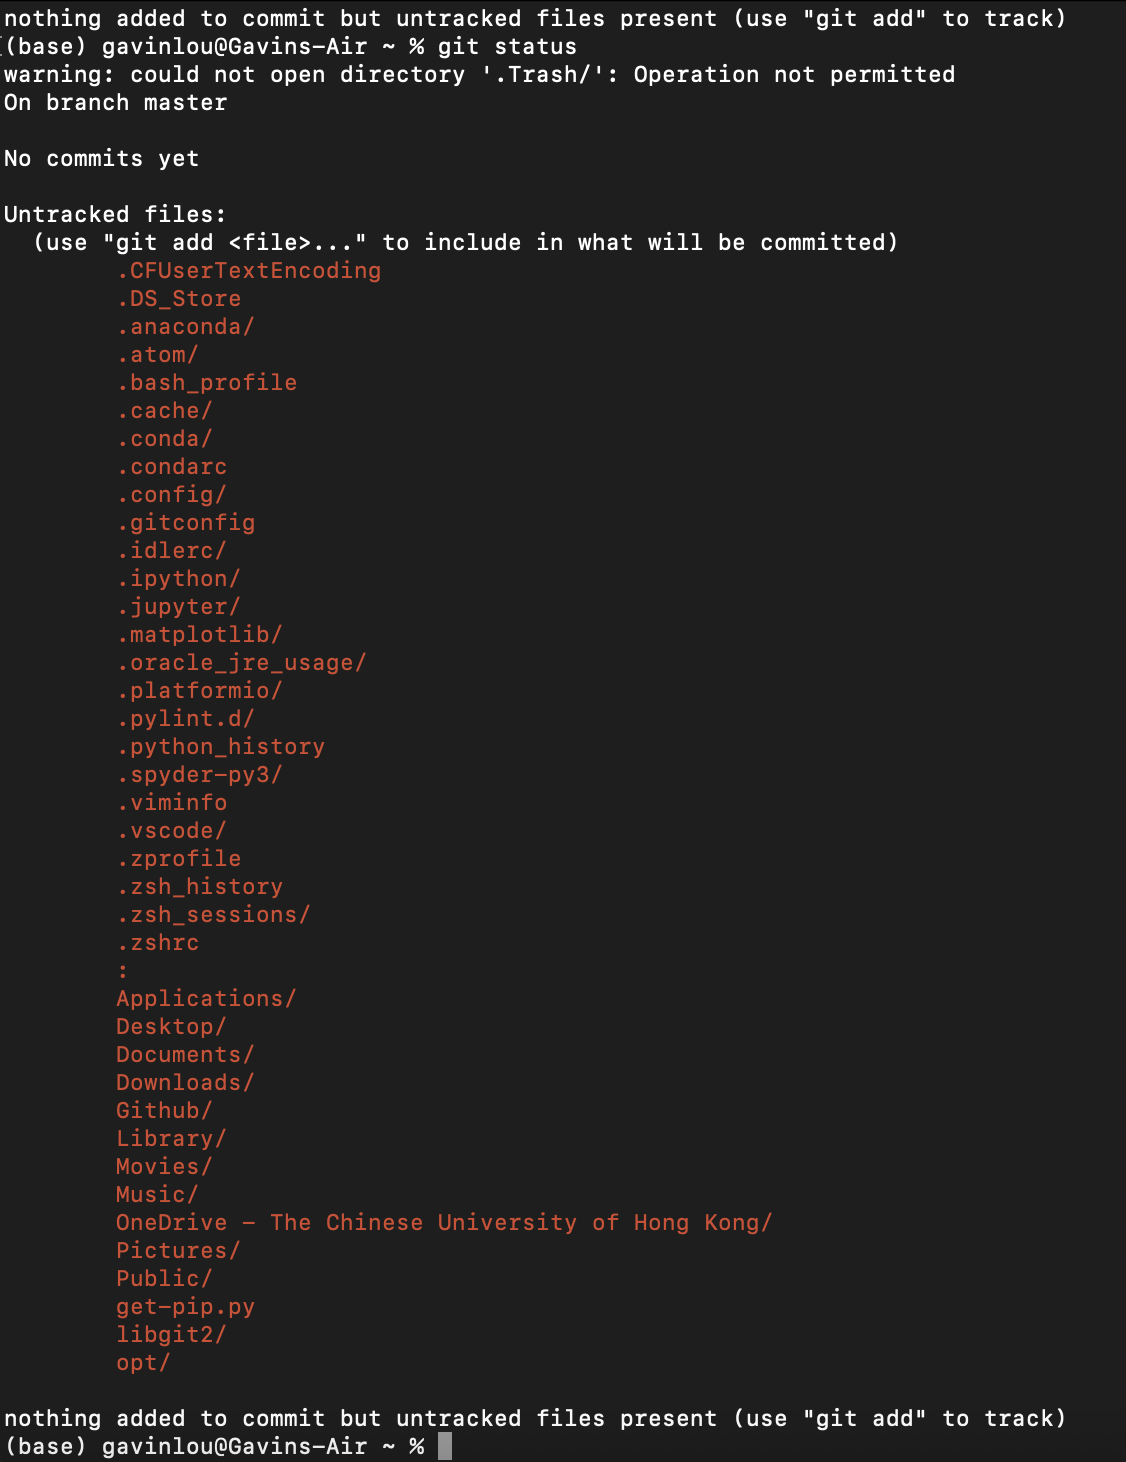 nothing added to commit but untracked files present (use "git add" to track)
(base) gavinlou@Gavins-Air ~ % git status
warning: could not open directory '.Trash/': Operation not permitted
On branch master
No commits yet
Untracked files:
  (use "git add <file>..." to include in what will be committed)
.CFUserTextEncoding
.DS_Store
.anaconda/
.atom/
.bash_profile
.cache/
.conda/
.condarc
.config/
.gitconfig
.idlerc/
.ipython/
.jupyter/
.matplotlib/
.oracle_jre_usage/
.platformio/
.pylint.d/
.python_history
.spyder-py3/
.viminfo
.vscode/
.zprofile
.zsh_history
.zsh_sessions/
.zshrc
:
Applications/
Desktop/
Documents/
Downloads/
Github/
Library/
Movies/
Music/
OneDrive - The Chinese University of Hong Kong/
Pictures/
Public/
get-pip.py
libgit2/
opt/
nothing added to commit but untracked files present (use "git add" to track)
(base) gavinlou@Gavins-Air ~ %